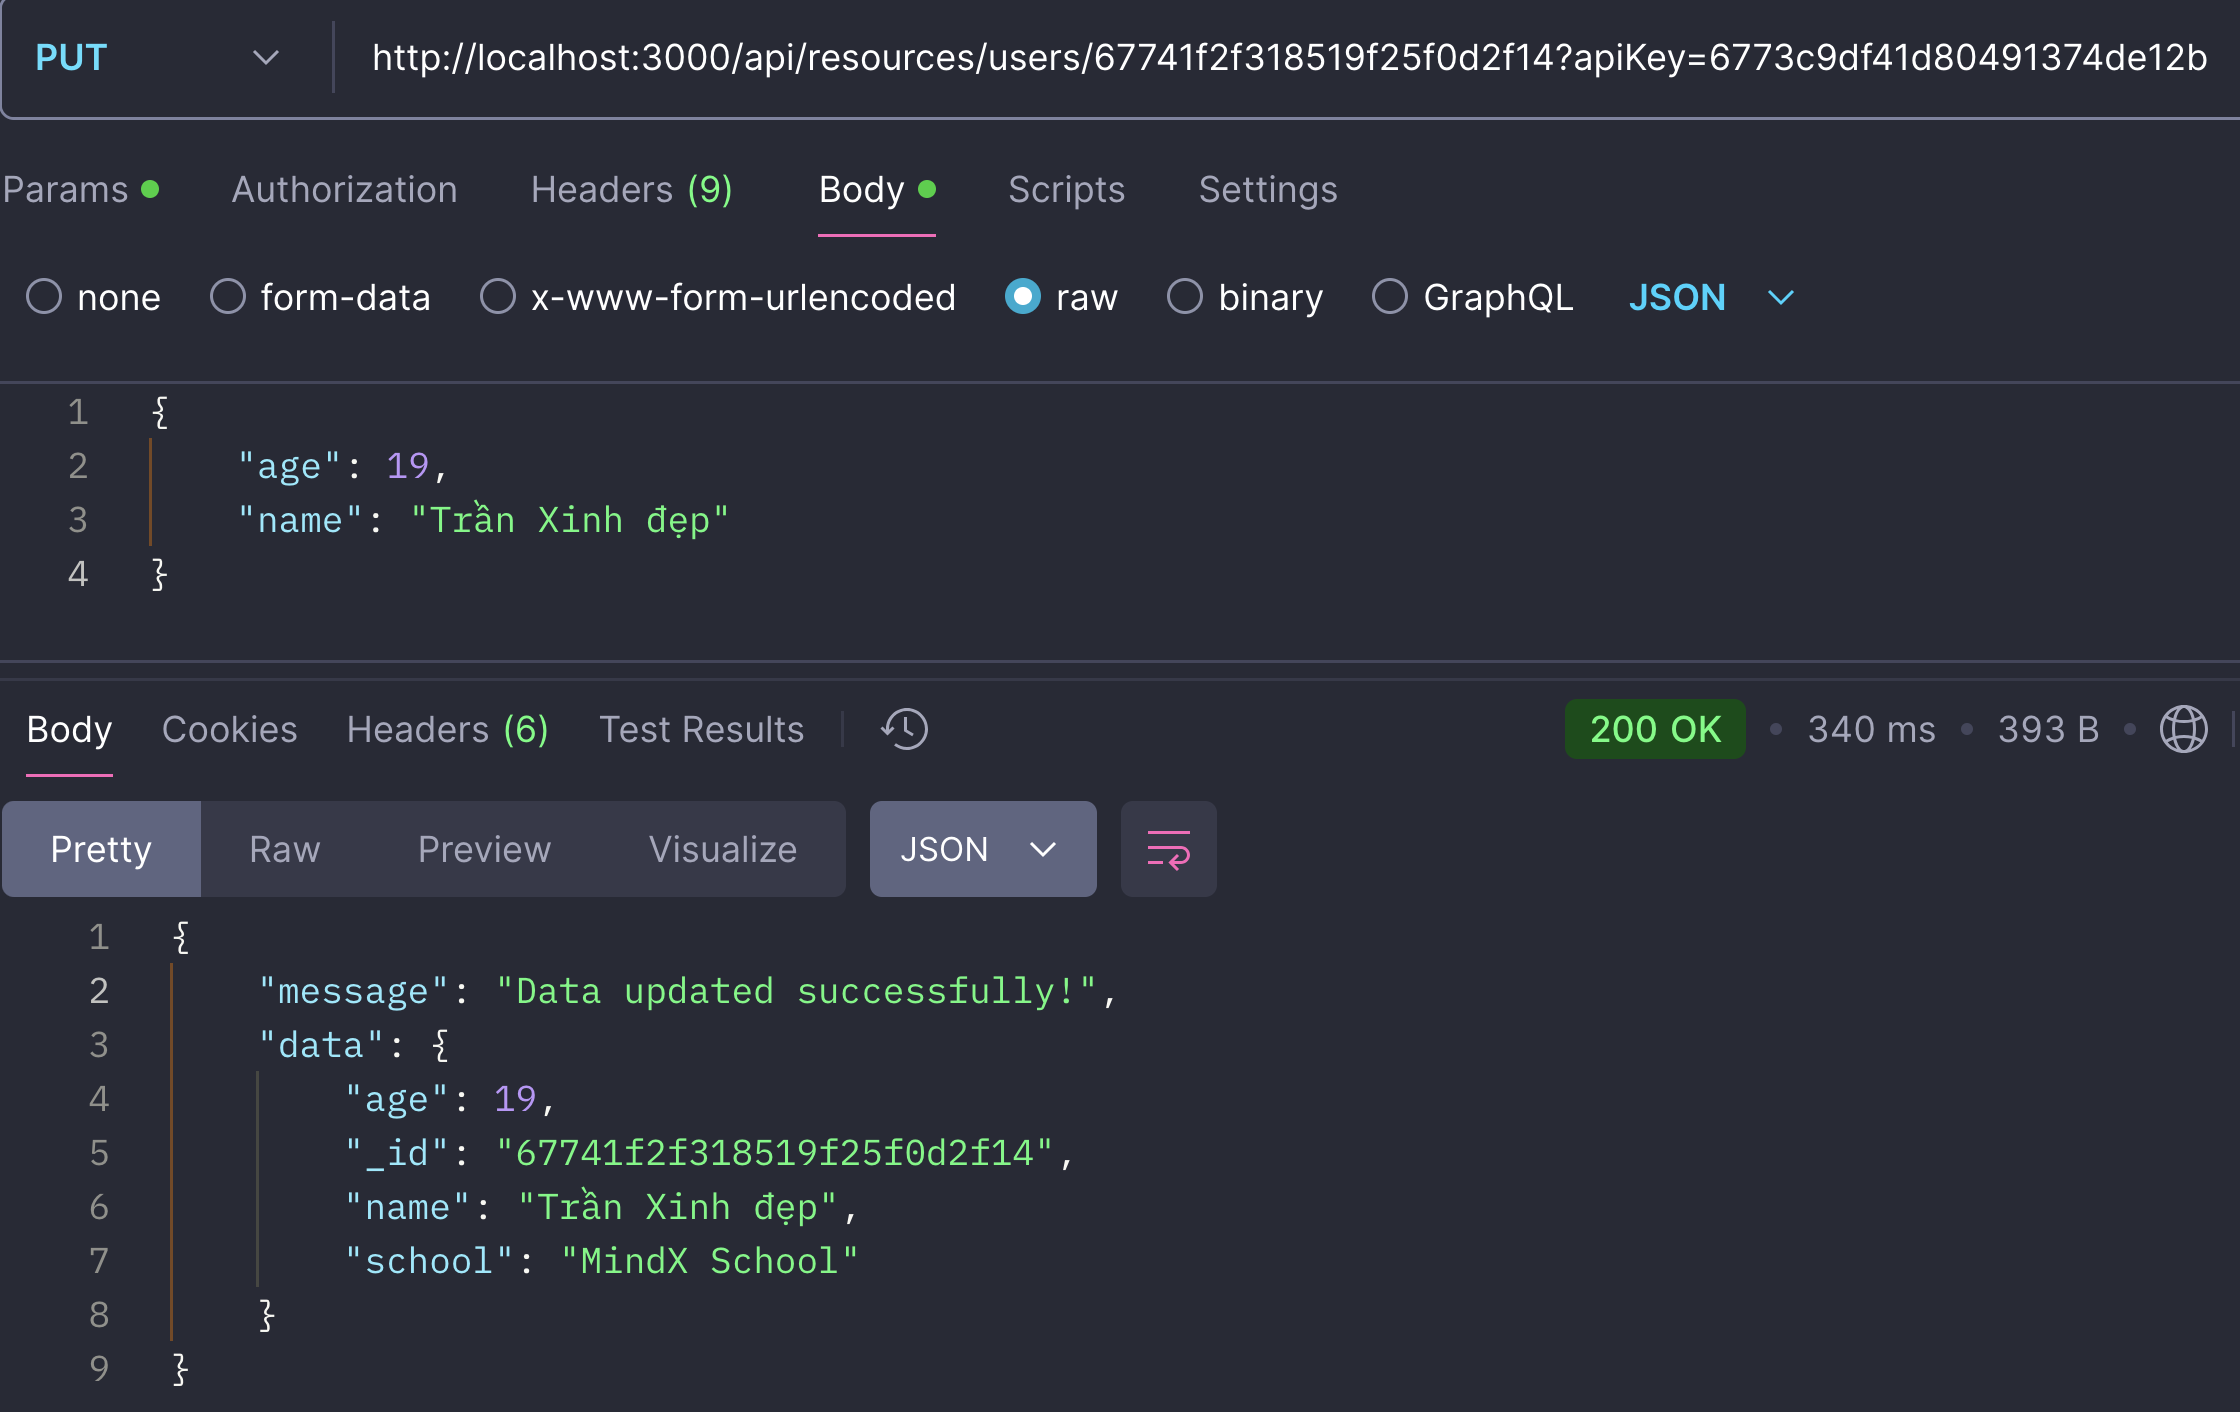 PUT http://localhost:3000/api/resources/users/67741f2f318519f25f0d2f14?apiKey=6773c9df41d80491374de12b
Params Authorization Headers (9) Body Scripts Settings
none form-data x-www-form-urlencoded raw binary GraphQL JSON
1 {
2 "age": 19,
3 "name": "Trần Xinh đẹp"
4 }
Body Cookies Headers (6) Test Results 200 OK 340 ms 393 B
Pretty Raw Preview Visualize JSON
1 {
2 "message": "Data updated successfully!",
3 "data": {
4 "age": 19,
5 "_id": "67741f2f318519f25f0d2f14",
6 "name": "Trần Xinh đẹp",
7 "school": "MindX School"
8 }
9 }